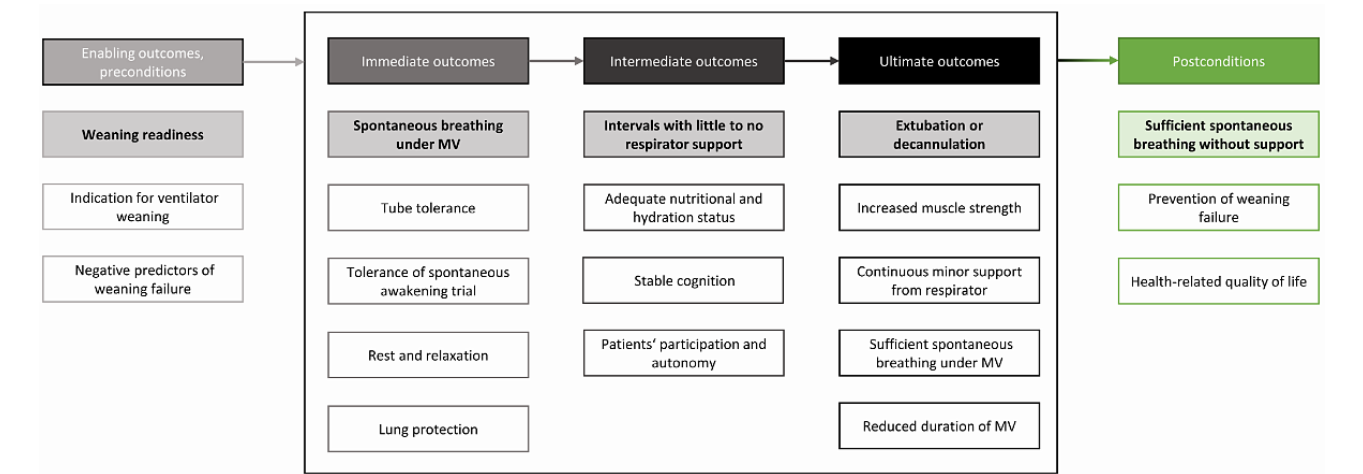 Enabling outcomes,
preconditions
Immediate outcomes
Intermediate outcomes
Ultimate outcomes
Postconditions
Weaning readiness
Spontaneous breathing
under MV
Intervals with little to no
respirator support
Extubation or
decannulation
Sufficient spontaneous
breathing without support
Indication for ventilator
weaning
Tube tolerance
Adequate nutritional and
hydration status
Increased muscle strength
Prevention of weaning
failure
Negative predictors of
weaning failure
Tolerance of spontaneous
awakening trial
Stable cognition
Continuous minor support
from respirator
Health-related quality of life
Rest and relaxation
Patients‘ participation and
autonomy
Sufficient spontaneous
breathing under MV
Lung protection
Reduced duration of MV